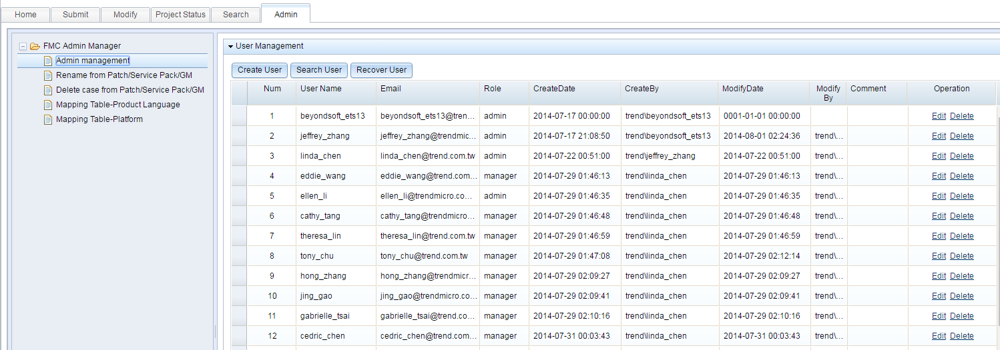 Home Submit Modify Project Status Search Admin
FMC Admin Manager
Admin management
Rename from Patch/Service Pack/GM
Delete case from Patch/Service Pack/GM
Mapping Table-Product Language
Mapping Table-Platform
User Management
Create User Search User Recover User
Num User Name Email Role CreateDate CreateBy ModifyDate Modify By Comment Operation
1 beyondsoft_ets13 beyondsoft_ets13@tren... admin 2014-07-17 00:00:00 trend\beyondsoft_ets13 0001-01-01 00:00:00 Edit Delete
2 jeffrey_zhang jeffrey_zhang@trendmic... admin 2014-07-17 21:08:50 trend\beyondsoft_ets13 2014-08-01 02:24:36 trend\... Edit Delete
3 linda_chen linda_chen@trend.com.tw admin 2014-07-22 00:51:00 trend\jeffrey_zhang 2014-07-22 00:51:00 trend\... Edit Delete
4 eddie_wang eddie_wang@trend.com... manager 2014-07-29 01:46:13 trend\linda_chen 2014-07-29 01:46:13 trend\... Edit Delete
5 ellen_li ellen_li@trendmicro.co... admin 2014-07-29 01:46:35 trend\linda_chen 2014-07-29 01:46:35 trend\... Edit Delete
6 cathy_tang cathy_tang@trendmicro... manager 2014-07-29 01:46:48 trend\linda_chen 2014-07-29 01:46:48 trend\... Edit Delete
7 theresa_lin theresa_lin@trend.com.tw manager 2014-07-29 01:46:59 trend\linda_chen 2014-07-29 01:46:59 trend\... Edit Delete
8 tony_chu tony_chu@trend.com.tw manager 2014-07-29 01:47:08 trend\linda_chen 2014-07-29 02:12:14 trend\... Edit Delete
9 hong_zhang hong_zhang@trendmicr... manager 2014-07-29 02:09:27 trend\linda_chen 2014-07-29 02:09:27 trend\... Edit Delete
10 jing_gao jing_gao@trendmicro.co... manager 2014-07-29 02:09:41 trend\linda_chen 2014-07-29 02:09:41 trend\... Edit Delete
11 gabrielle_tsai gabrielle_tsai@trend.co... manager 2014-07-29 02:10:16 trend\linda_chen 2014-07-29 02:10:16 trend\... Edit Delete
12 cedric_chen cedric_chen@trend.com... manager 2014-07-31 00:03:43 trend\linda_chen 2014-07-31 00:03:43 trend\... Edit Delete